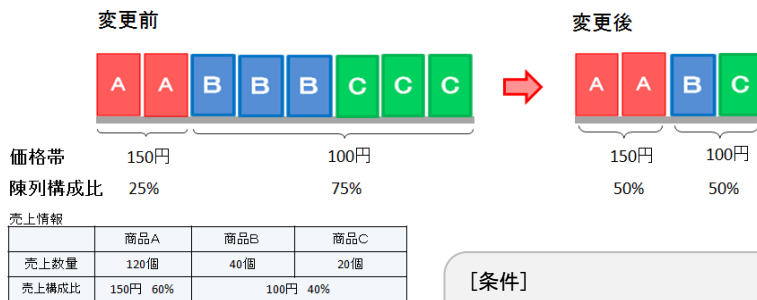 変更前
変更後
A A B B B C C C
A A B C
価格帯 150円 100円
150円 100円
陳列構成比 25% 75%
50% 50%
売上情報
商品A 商品B 商品C
売上数量 120個 40個 20個
売上構成比 150円 60% 100円 40%
[条件]